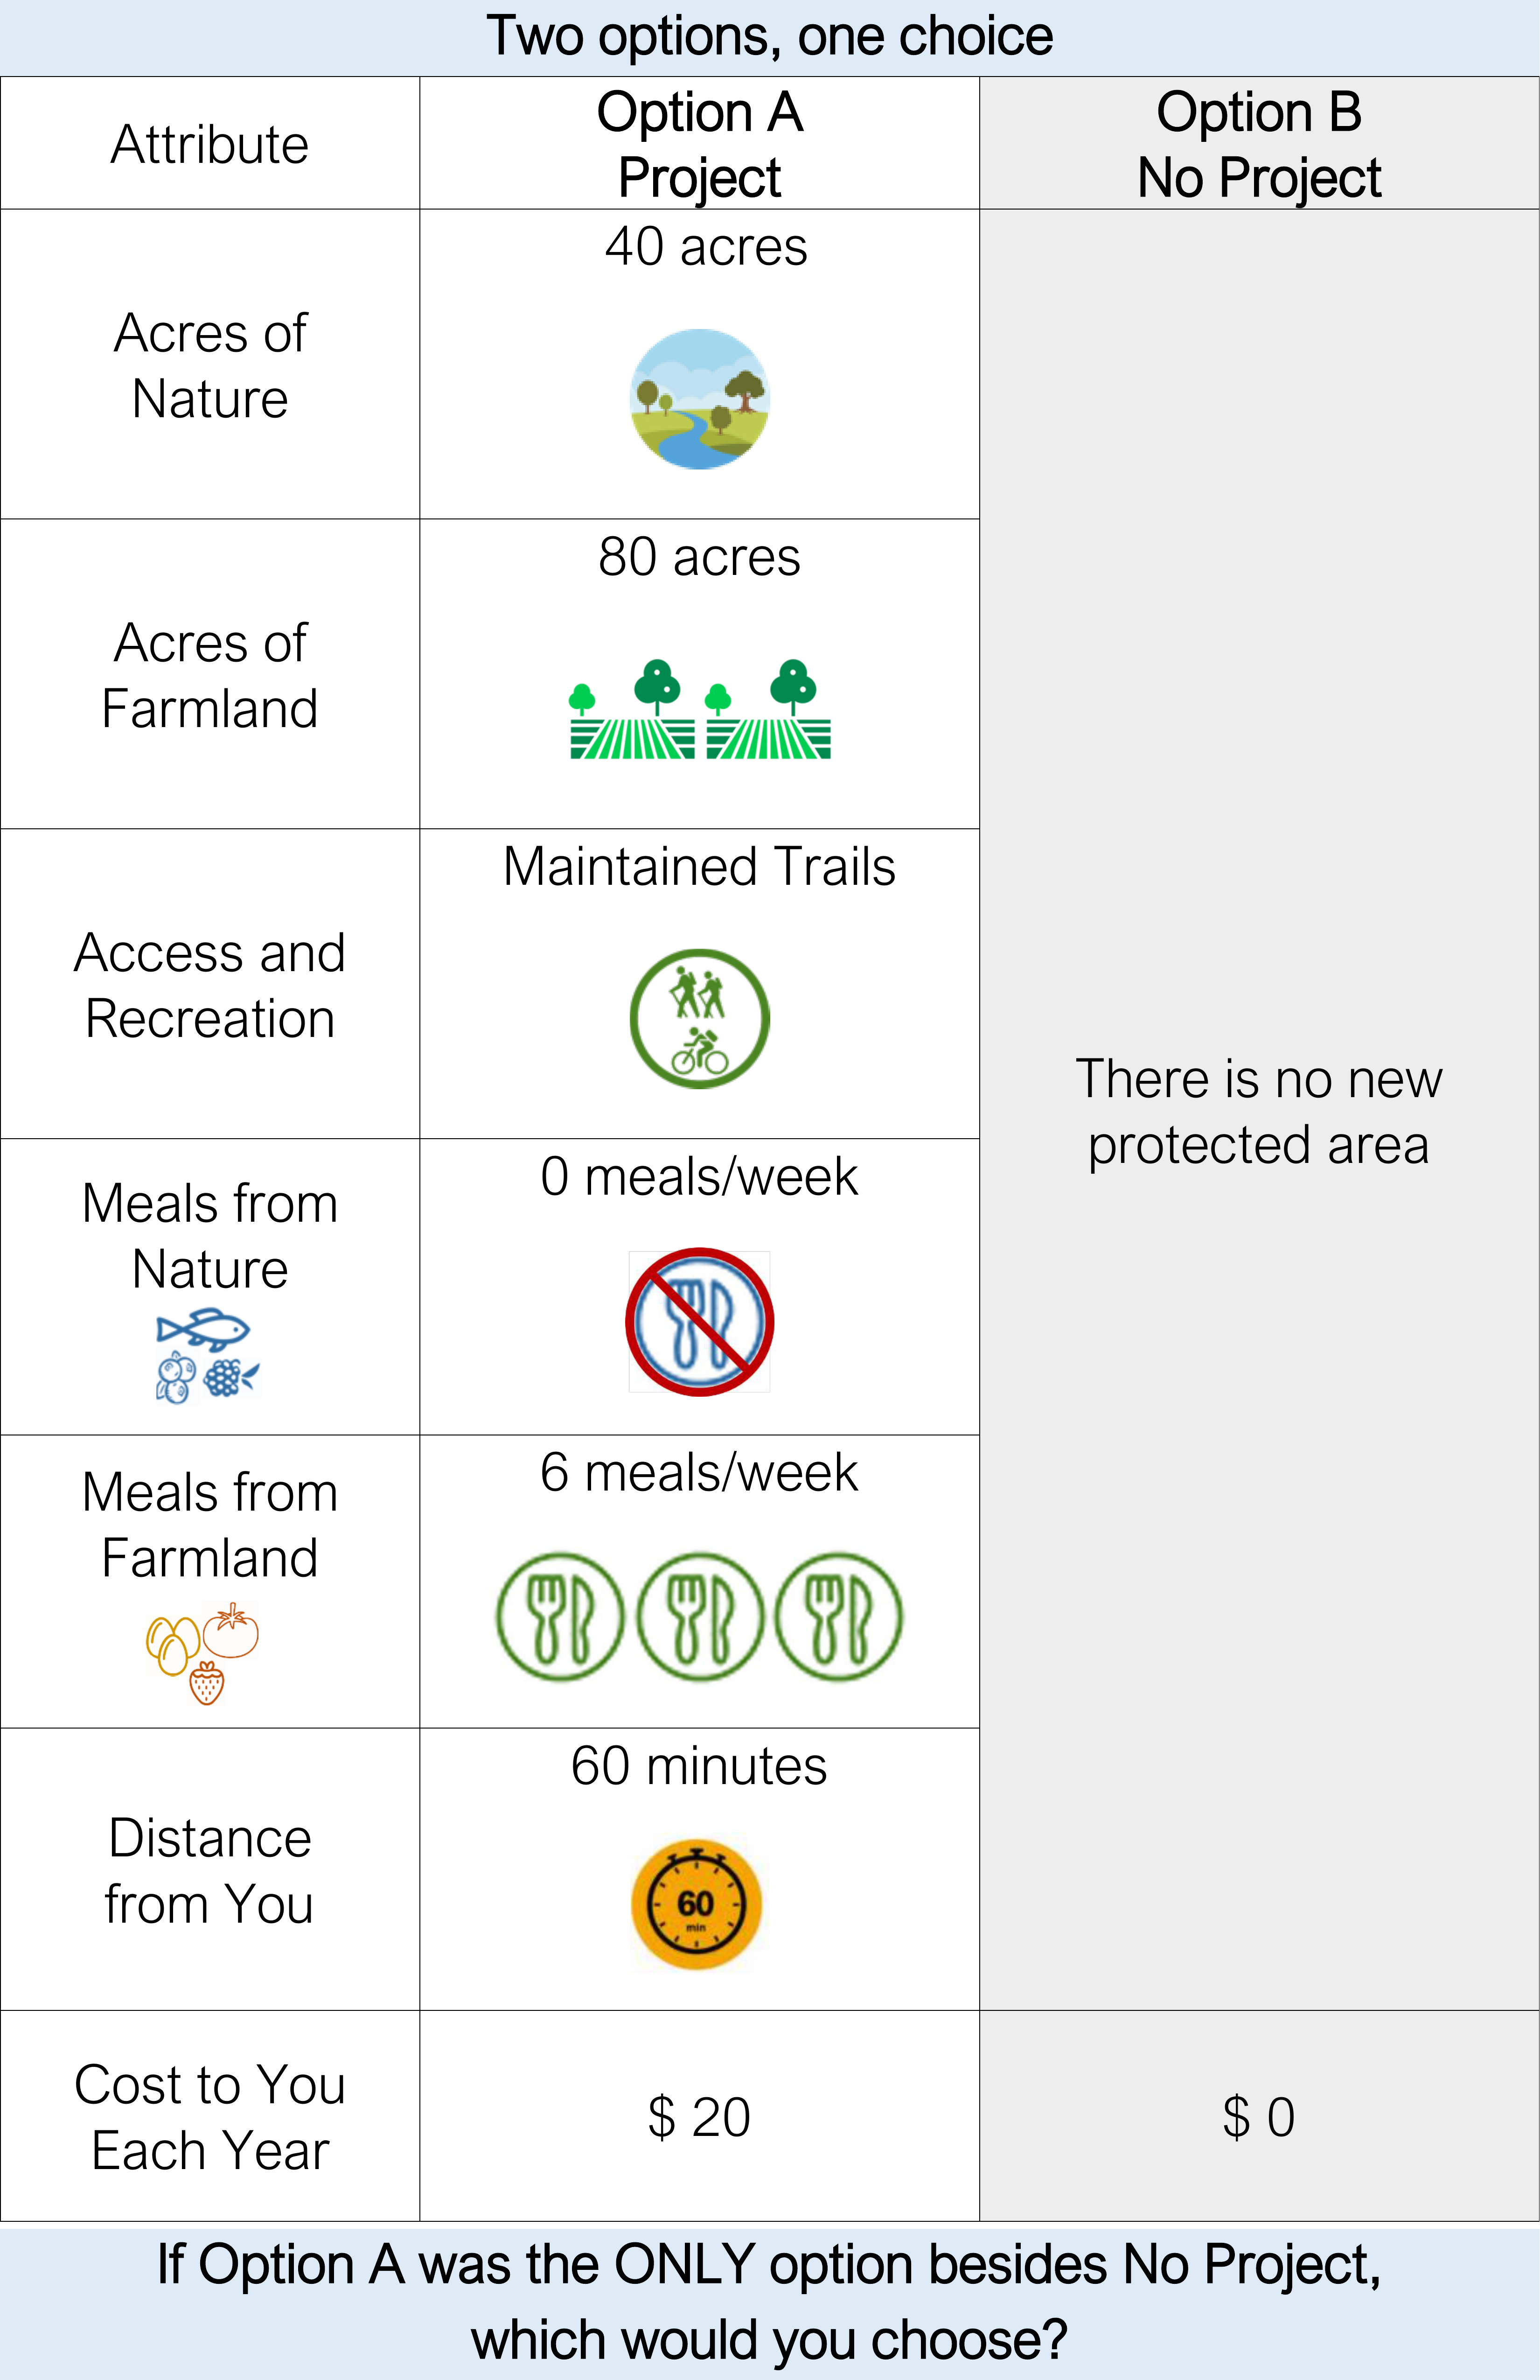 Two options, one choice
Attribute
Option A
Project
Option B
No Project
Acres of
Nature
40 acres
Acres of
Farmland
80 acres
Access and
Recreation
Maintained Trails
There is no new
protected area
Meals from
Nature
0 meals/week
Meals from
Farmland
6 meals/week
Distance
from You
60 minutes
60
min
Cost to You
Each Year
$ 20
$ 0
If Option A was the ONLY option besides No Project,
which would you choose?